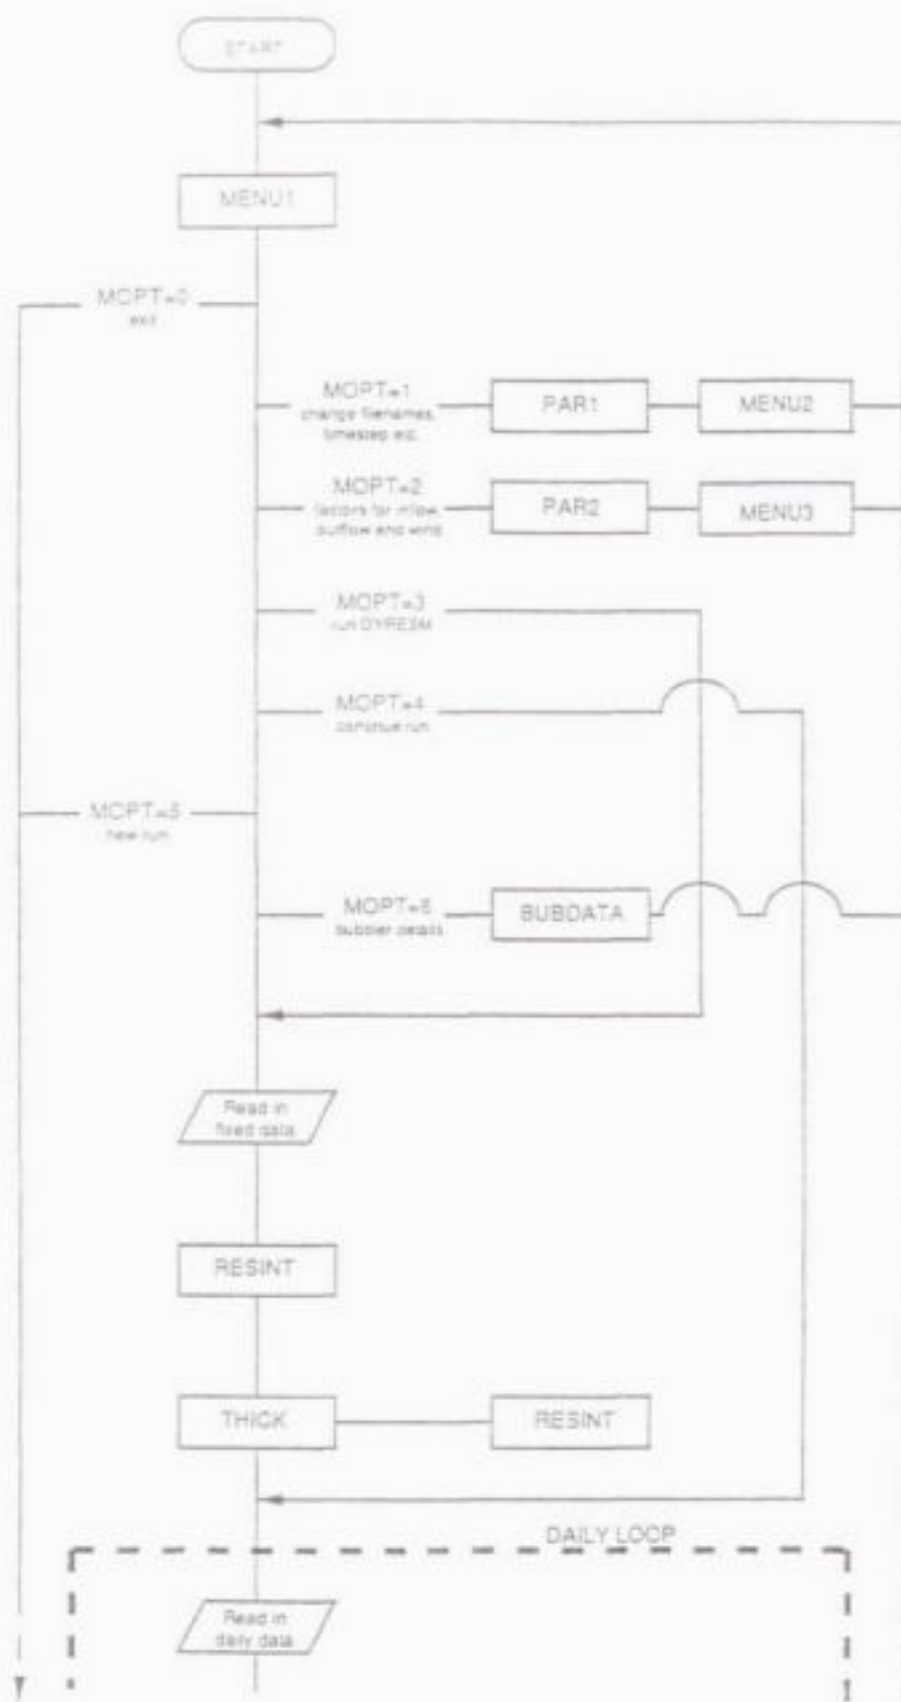 START
MENU1
MOPT=0
exit
MOPT=1
change filenames,
timestep etc.
PAR1
MENU2
MOPT=2
factors for inflow,
outflow and wind
PAR2
MENU3
MOPT=3
run DYRESM
MOPT=4
continue run
MOPT=5
new run
MOPT=6
bubbler details
BUBDATA
Read in
fixed data
RESINT
THICK
RESINT
DAILY LOOP
Read in
daily data